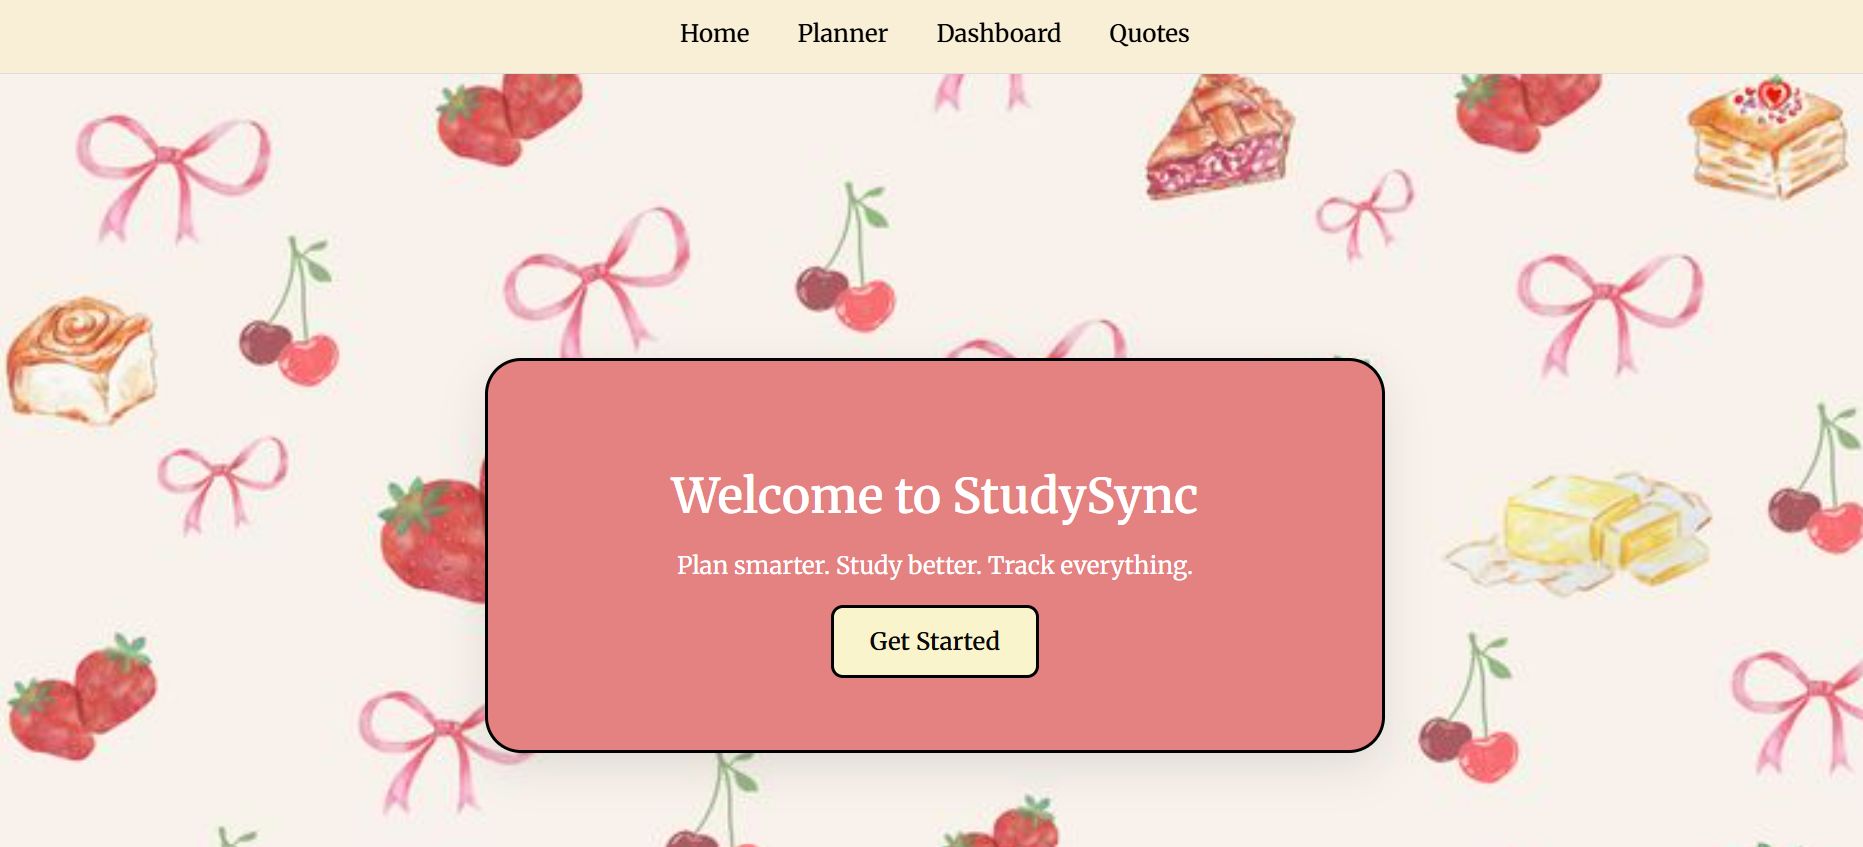 Home Planner Dashboard Quotes
Welcome to StudySync
Plan smarter. Study better. Track everything.
Get Started